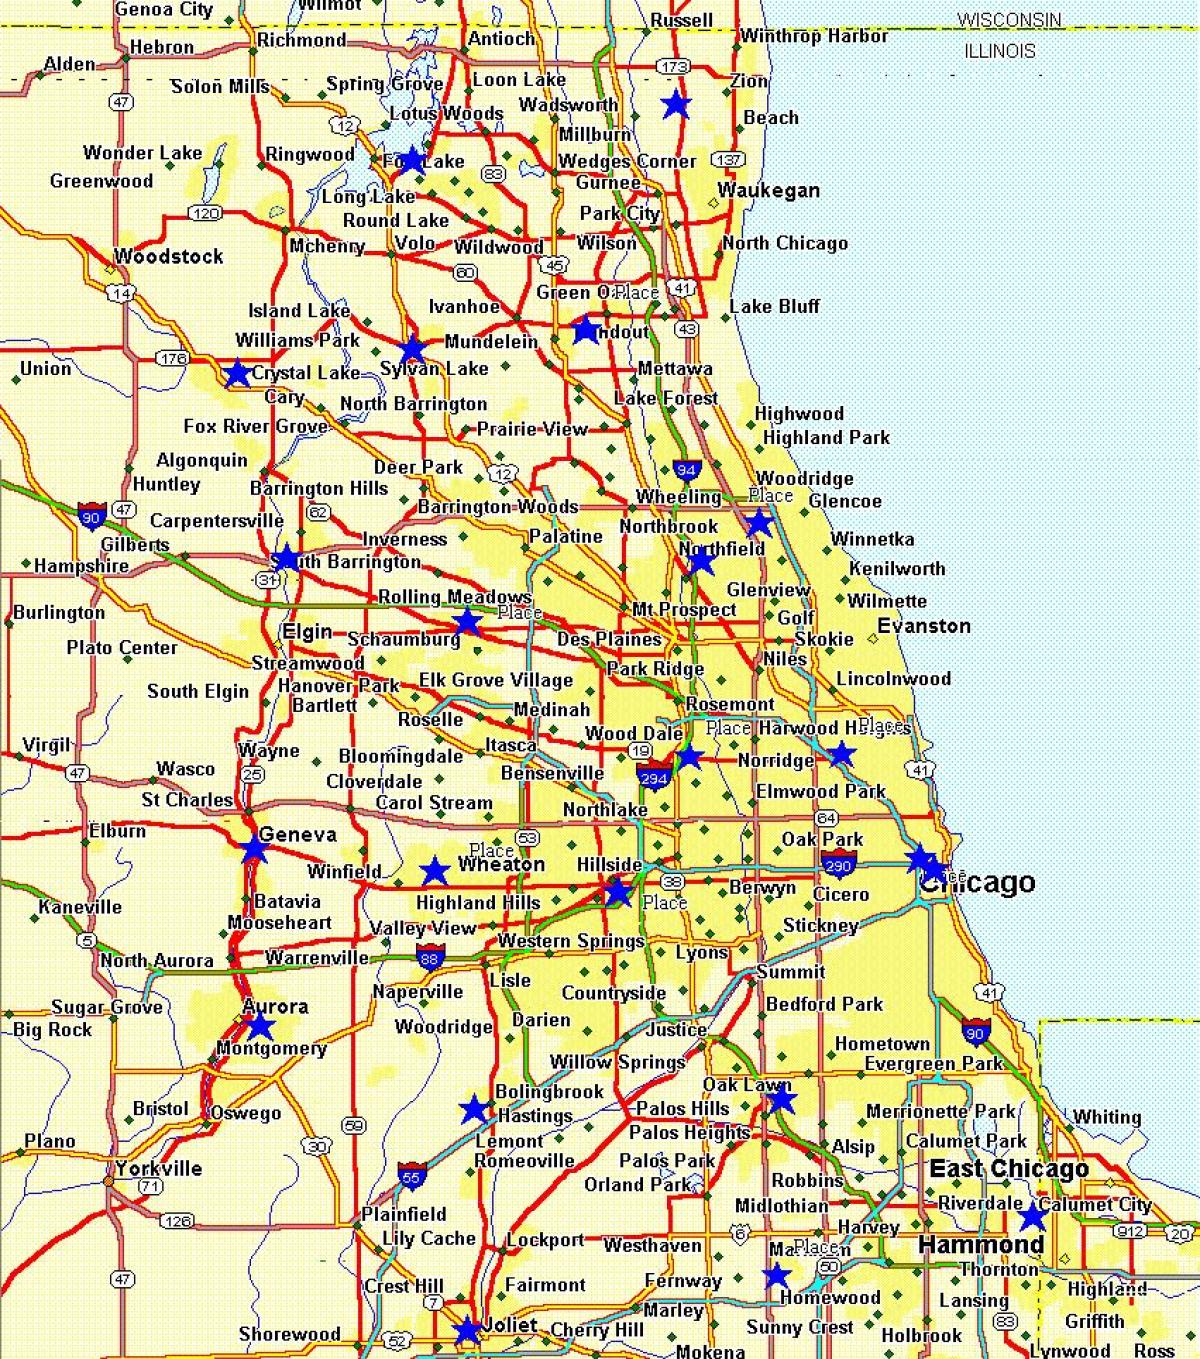 Genoa City
Wilmot
Russell
WISCONSIN
Hebron
Richmond
Antioch
Winthrop Harbor
ILLINOIS
Alden
173
Solon Mills
Spring Grove
Loon Lake
Zion
47
Lotus Woods
Wadsworth
Beach
12
Millburn
Wonder Lake
Ringwood
Fox Lake
Wedges Corner
137
Greenwood
83
Gurnee
Waukegan
Long Lake
120
Round Lake
Park City
Mchenry
Volo
Wildwood
Wilson
North Chicago
Woodstock
60
45
14
Green O
Place
41
Island Lake
Ivanhoe
Lake Bluff
Williams Park
Mundelein
ndout
43
176
Union
Crystal Lake
Sylvan Lake
Mettawa
Cary
North Barrington
Lake Forest
Highwood
Fox River Grove
Prairie View
Highland Park
Algonquin
Deer Park
12
94
Huntley
Barrington Hills
Woodridge
Wheeling
Place
Glencoe
90
47
Carpentersville
62
Barrington Woods
Northbrook
Gilberts
Inverness
Palatine
Northfield
Winnetka
Hampshire
South Barrington
Kenilworth
31
Rolling Meadows
Glenview
Burlington
Place
Mt Prospect
Wilmette
Golf
Elgin
Schaumburg
Des Plaines
Skokie
Evanston
Plato Center
Streamwood
Park Ridge
Niles
South Elgin
Hanover Park
Elk Grove Village
Lincolnwood
Bartlett
Medinah
Rosemont
Roselle
Wood Dale
Place
Harwood Heights
Place
Virgil
Wayne
Itasca
19
Bloomingdale
Norridge
47
Wasco
25
Cloverdale
Bensenville
294
41
St Charles
Carol Stream
Northlake
Elmwood Park
64
Elburn
Geneva
53
Oak Park
Place
Winfield
Wheaton
Hillside
290
38
Berwyn
Cicero
Chicago
Kaneville
Batavia
Highland Hills
Place
Mooseheart
Valley View
Stickney
5
Western Springs
North Aurora
Warrenville
88
Lyons
Summit
Lisle
Sugar Grove
Aurora
Naperville
Countryside
Bedford Park
41
Big Rock
Woodridge
Darien
Justice
90
Montgomery
Willow Springs
Hometown
Evergreen Park
Bolingbrook
Oak Lawn
Bristol
Oswego
Hastings
Palos Hills
Merrionette Park
Whiting
59
Plano
30
Lemont
Palos Heights
Alsip
Calumet Park
Yorkville
Romeoville
Palos Park
East Chicago
71
55
Orland Park
Robbins
Midlothian
Riverdale
Calumet City
126
Plainfield
Harvey
912
20
Lily Cache
Lockport
Westhaven
6
Place
Hammond
47
50
Thornton
Crest Hill
Fairmont
Fernway
Homewood
Highland
7
Marley
Lansing
Shorewood
52
Joliet
Cherry Hill
Sunny Crest
Holbrook
83
Griffith
Mokena
Lynwood
Ross